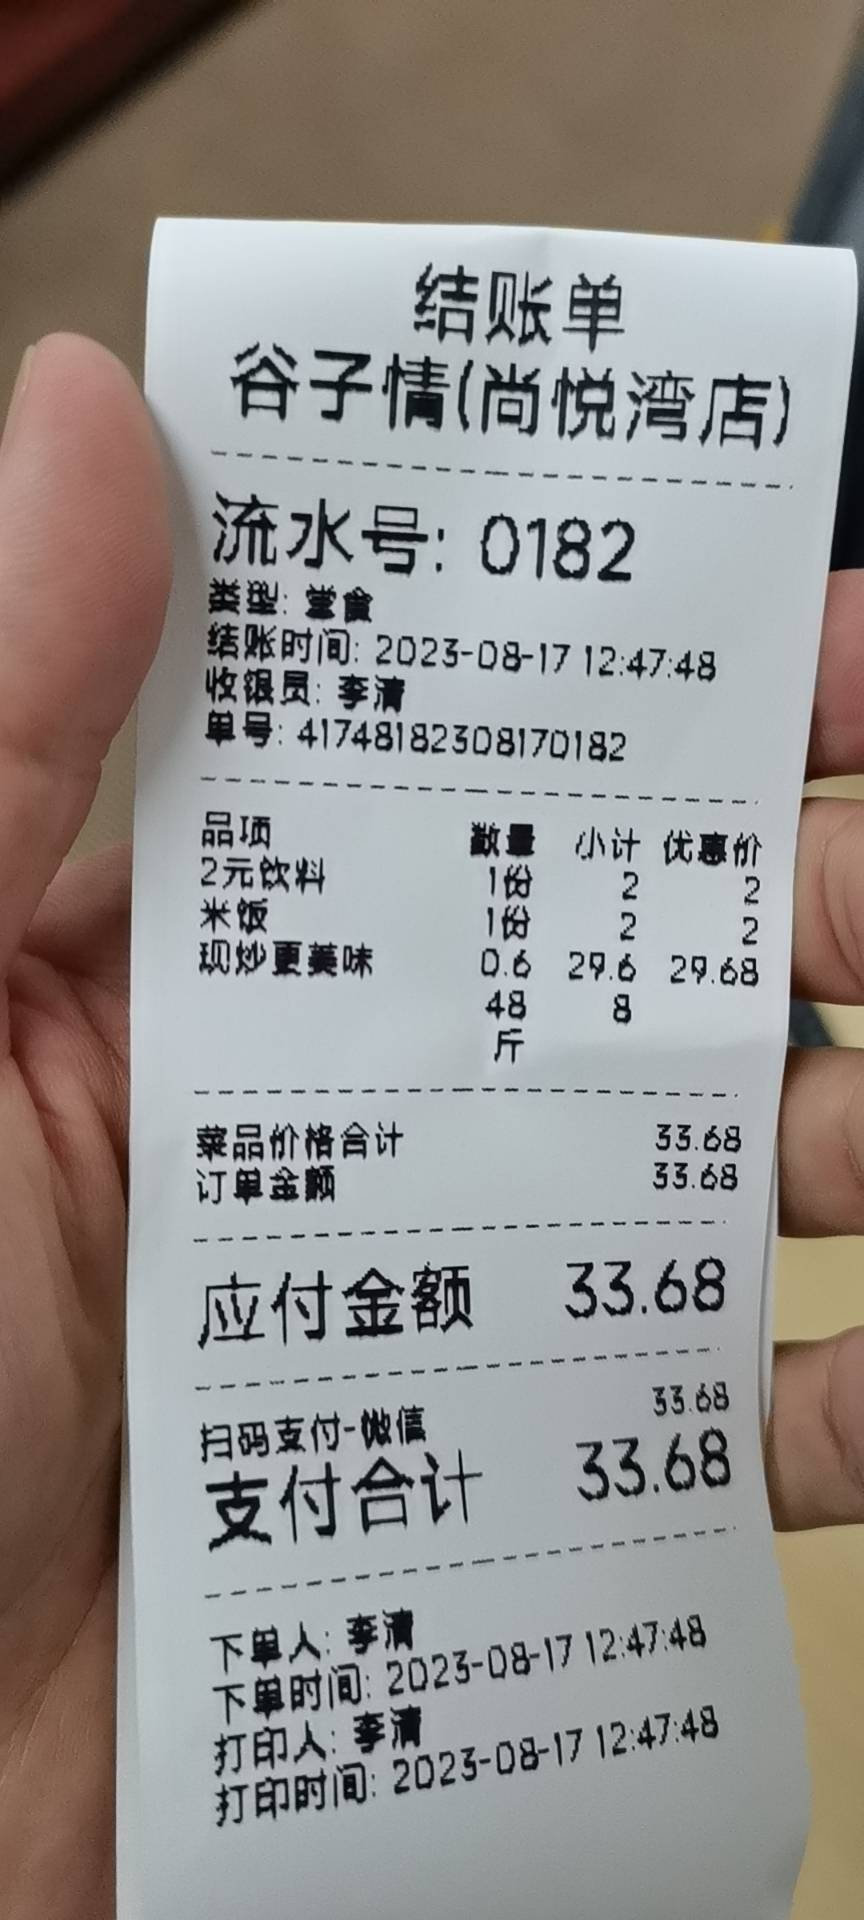 结账单
谷子情(尚悦湾店)
流水号: 0182
类型: 堂食
结账时间: 2023-08-17 12:47:48
收银员: 李清
单号: 41748182308170182
品项 数量 小计 优惠价
2元饮料 1份 2 2
米饭 1份 2 2
现炒更美味 0.6 29.6 29.68
48 8
斤
菜品价格合计 33.68
订单金额 33.68
应付金额 33.68
扫码支付-微信 33.68
支付合计 33.68
下单人: 李清
下单时间: 2023-08-17 12:47:48
打印人: 李清
打印时间: 2023-08-17 12:47:48